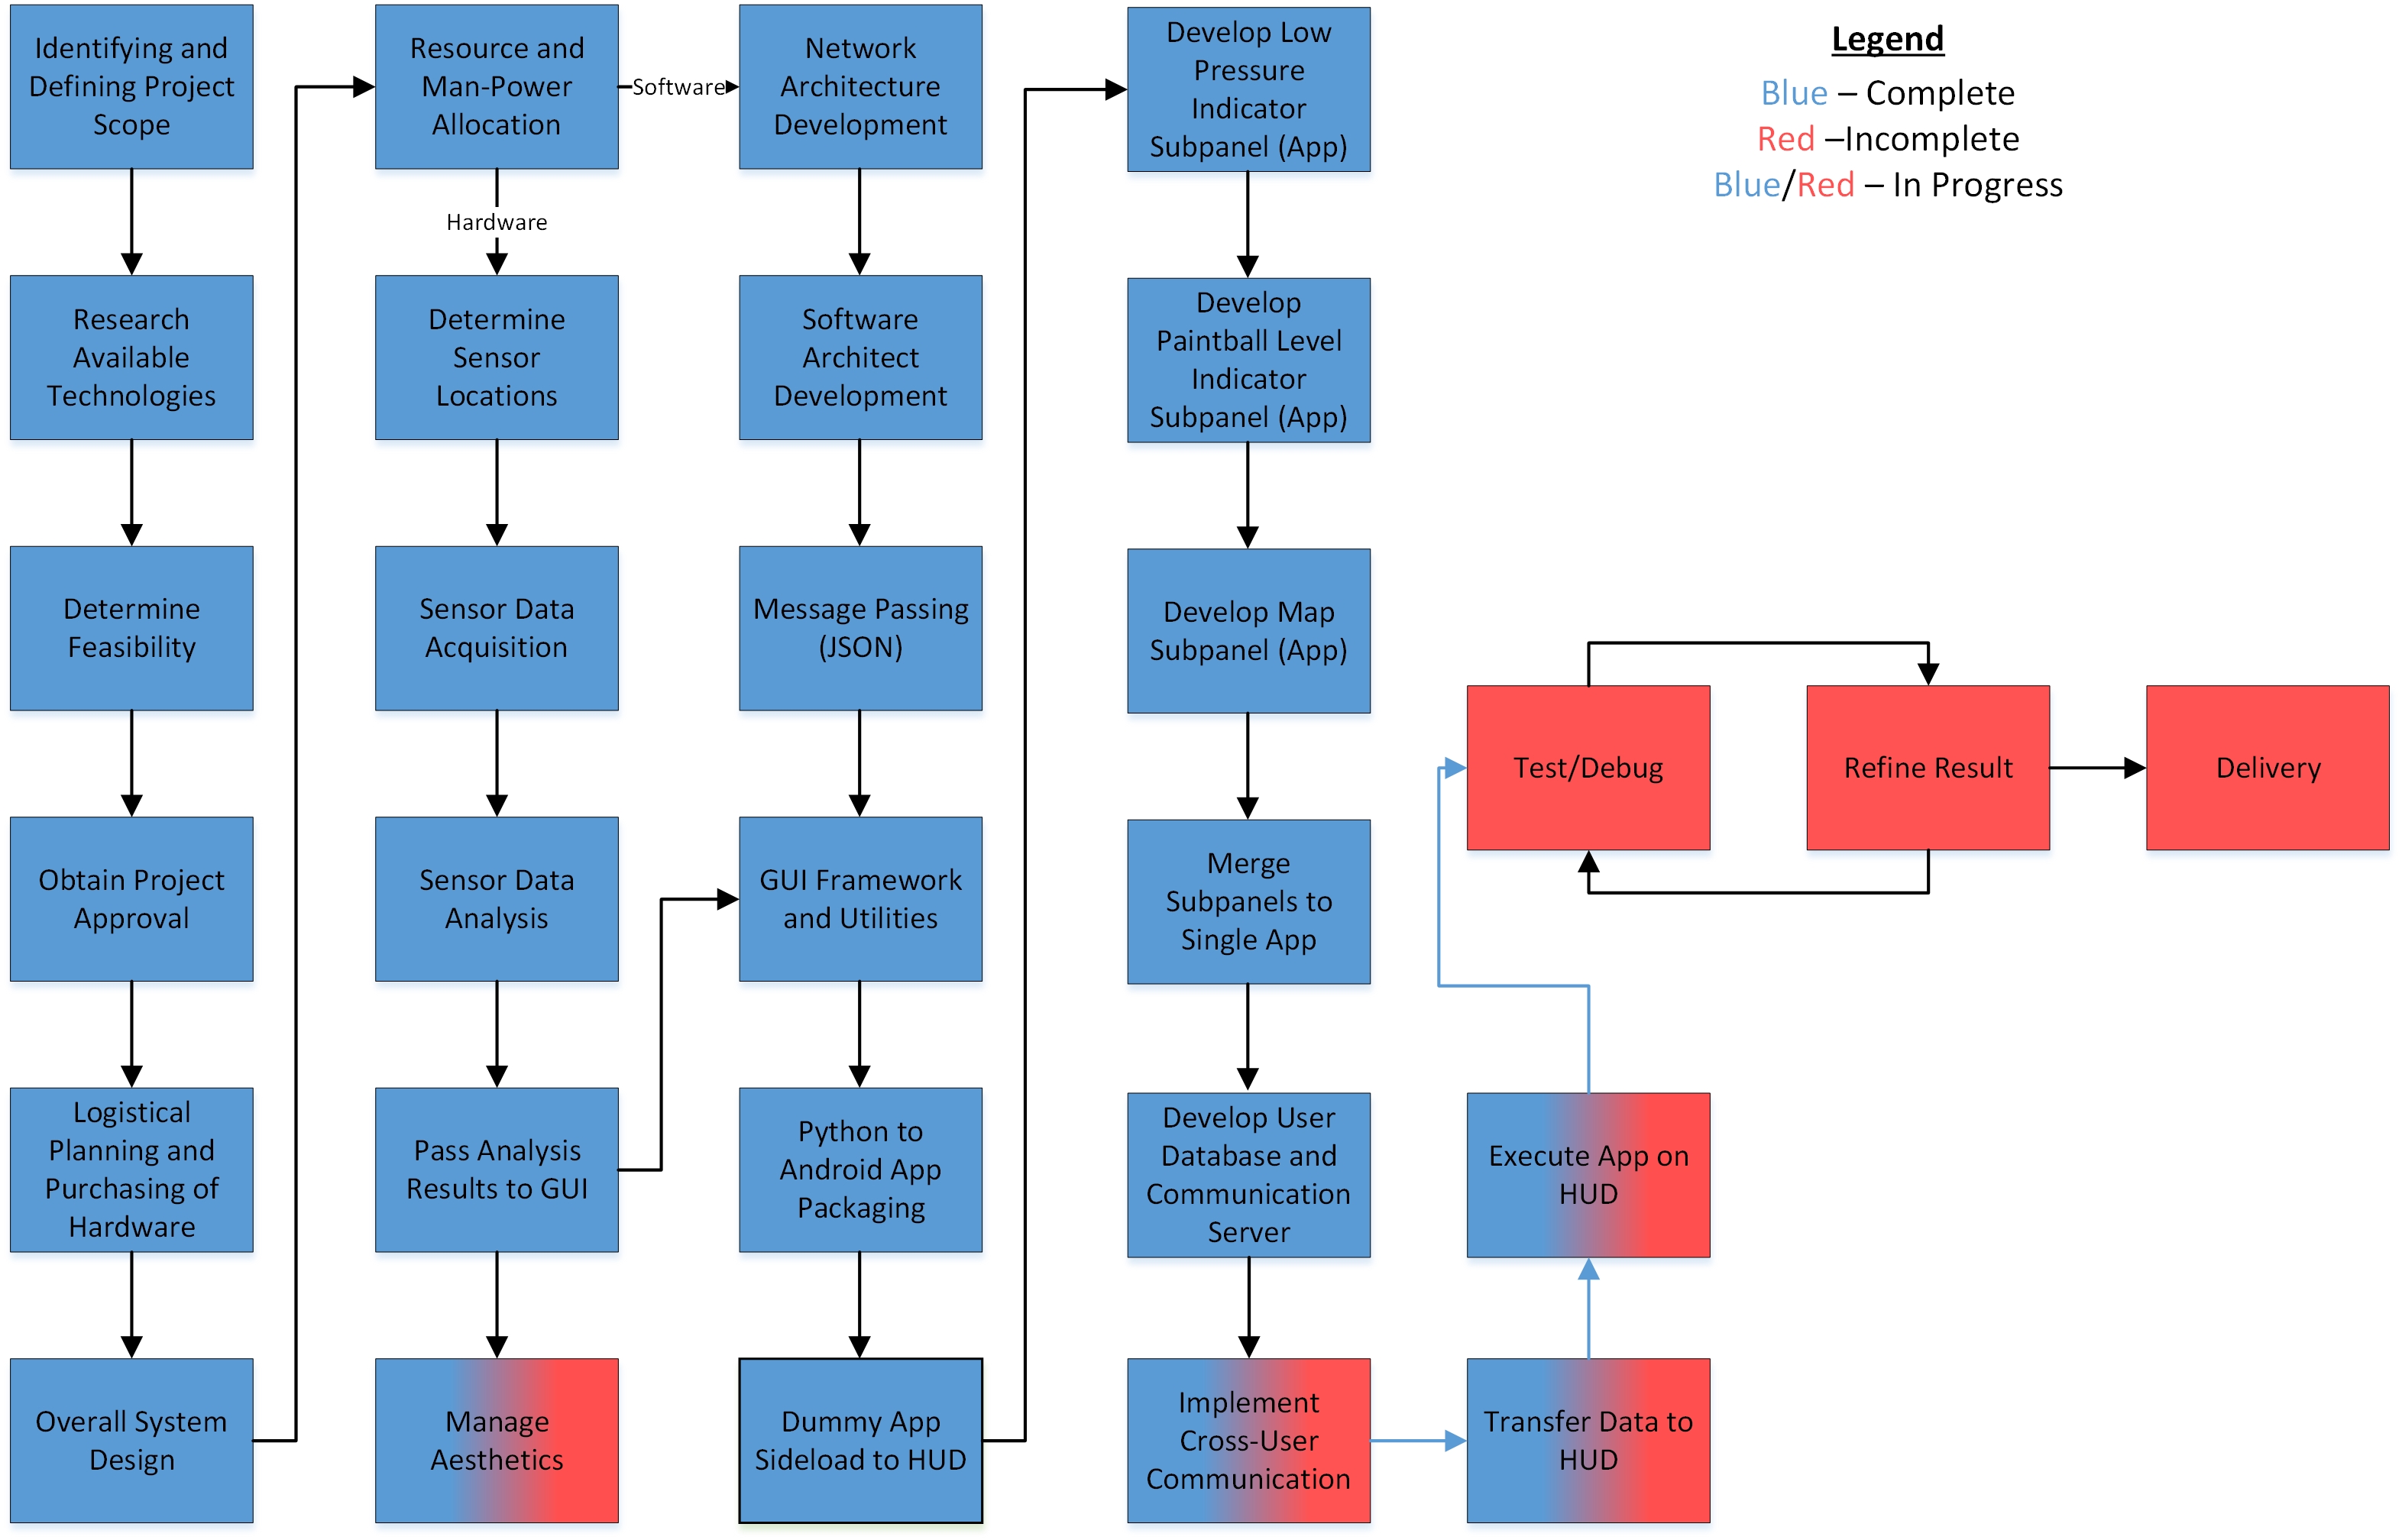 Identifying and
Defining Project
Scope
Research
Available
Technologies
Determine
Feasibility
Obtain Project
Approval
Logistical
Planning and
Purchasing of
Hardware
Overall System
Design
Resource and
Man-Power
Allocation
Software
Hardware
Determine
Sensor
Locations
Sensor Data
Acquisition
Sensor Data
Analysis
Pass Analysis
Results to GUI
Manage
Aesthetics
Network
Architecture
Development
Software
Architect
Development
Message Passing
(JSON)
GUI Framework
and Utilities
Python to
Android App
Packaging
Dummy App
Sideload to HUD
Develop Low
Pressure
Indicator
Subpanel (App)
Develop
Paintball Level
Indicator
Subpanel (App)
Develop Map
Subpanel (App)
Merge
Subpanels to
Single App
Develop User
Database and
Communication
Server
Implement
Cross-User
Communication
Transfer Data to
HUD
Execute App on
HUD
Test/Debug
Refine Result
Delivery
Legend
Blue – Complete
Red –Incomplete
Blue/Red – In Progress